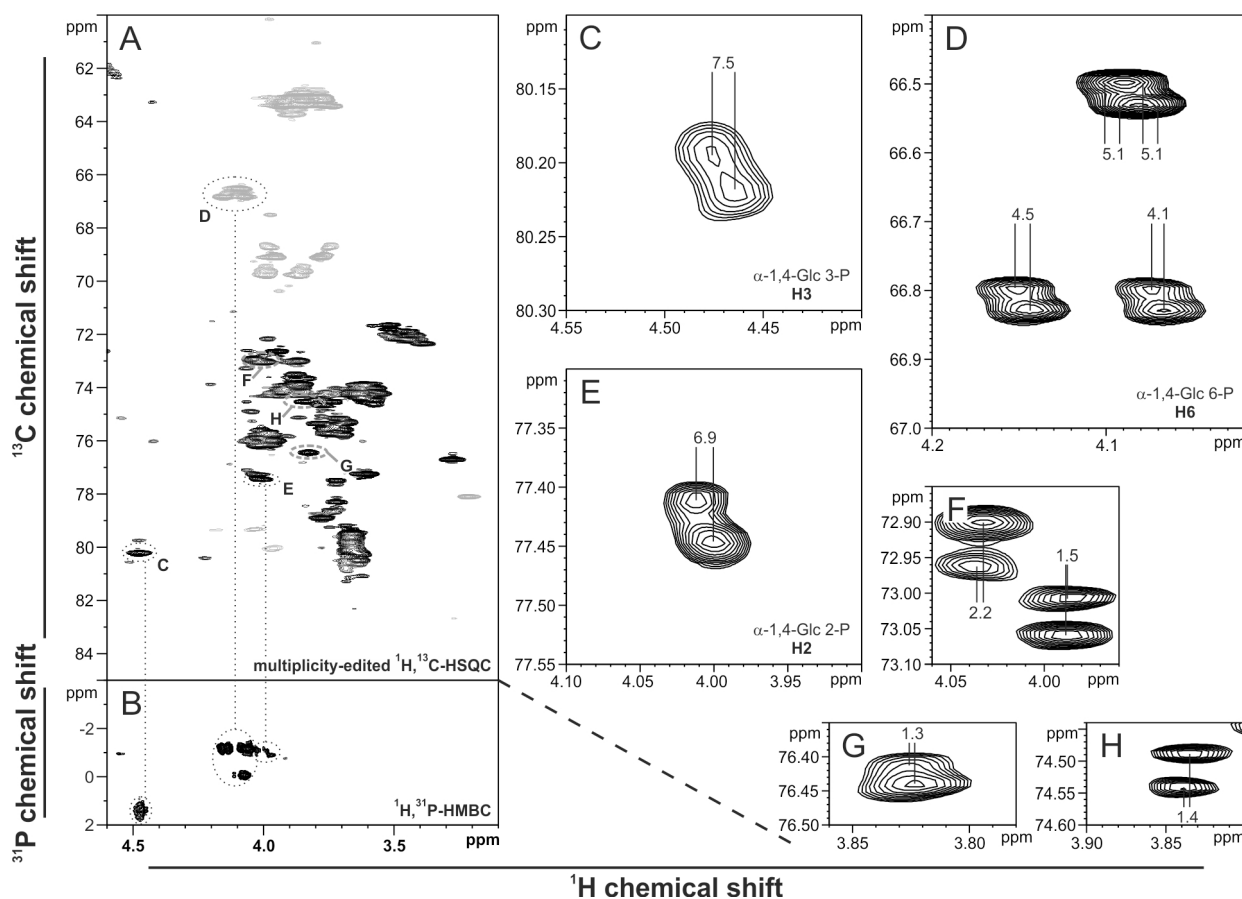 A
ppm
62
64
66
68
70
72
74
76
78
80
82
84
D
F
H
G
E
C
multiplicity-edited ¹H,¹³C-HSQC
¹³C chemical shift
B
ppm
-2
0
2
¹H,³¹P-HMBC
4.5
4.0
3.5
ppm
³¹P chemical shift
¹H chemical shift
C
ppm
80.15
80.20
80.25
80.30
7.5
α-1,4-Glc 3-P
H3
4.55
4.50
4.45
ppm
D
ppm
66.5
66.6
66.7
66.8
66.9
67.0
5.1
5.1
4.5
4.1
α-1,4-Glc 6-P
H6
4.2
4.1
ppm
E
ppm
77.35
77.40
77.45
77.50
77.55
6.9
α-1,4-Glc 2-P
H2
4.10
4.05
4.00
3.95
ppm
F
ppm
72.90
72.95
73.00
73.05
73.10
1.5
2.2
4.05
4.00
ppm
G
ppm
76.40
76.45
76.50
1.3
3.85
3.80
ppm
H
ppm
74.50
74.55
74.60
1.4
3.90
3.85
ppm